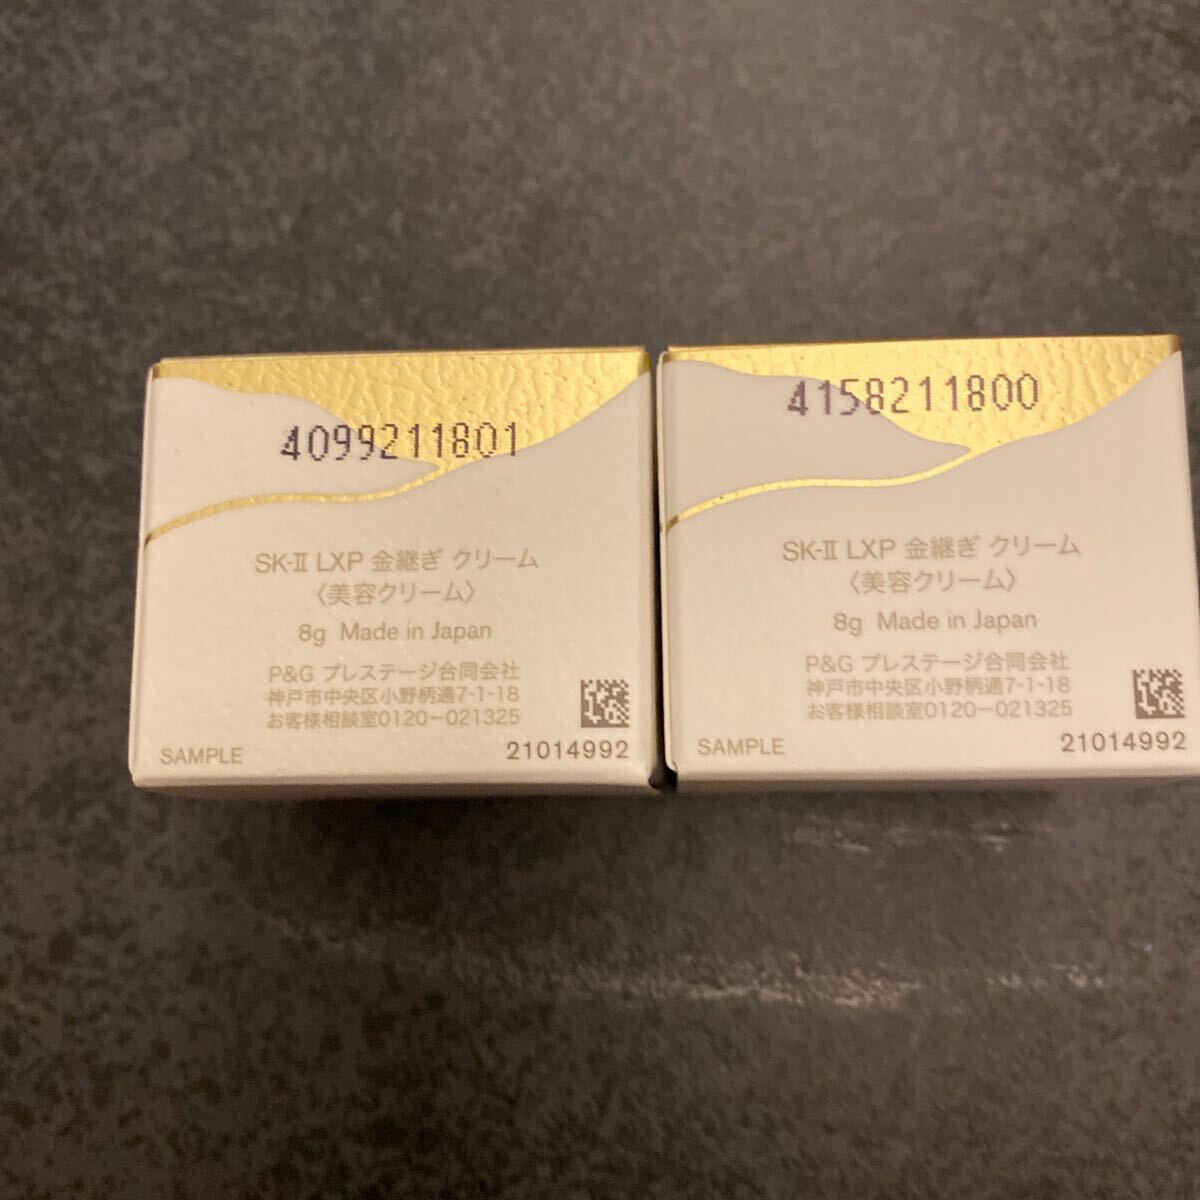 4099211801
SK-Ⅱ LXP 金継ぎ クリーム
〈美容クリーム〉
8g Made in Japan
P&G プレステージ合同会社
神戸市中央区小野柄通7-1-18
お客様相談室0120-021325
SAMPLE
21014992
4158211800
SK-Ⅱ LXP 金継ぎ クリーム
〈美容クリーム〉
8g Made in Japan
P&G プレステージ合同会社
神戸市中央区小野柄通7-1-18
お客様相談室0120-021325
SAMPLE
21014992